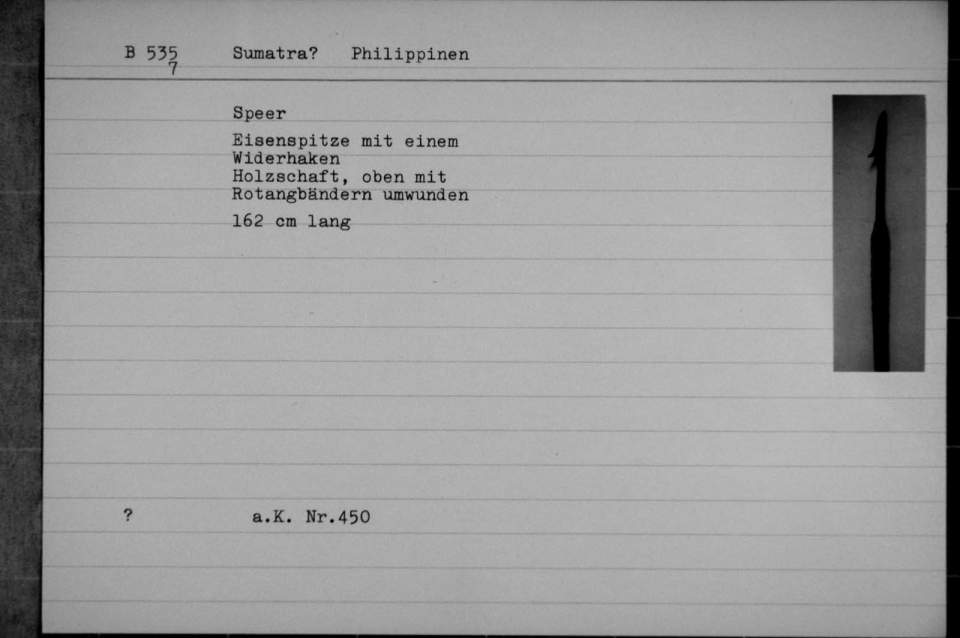 B 535 Sumatra? Philippinen
7
Speer
Eisenspitze mit einem
Widerhaken
Holzschaft, oben mit
Rotangbändern umwunden
162 cm lang
? a.K. Nr.450